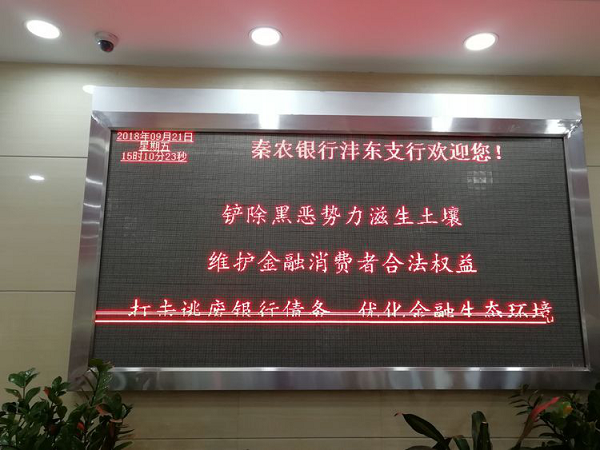 2018年09月21日
星期五
15时10分23秒
秦农银行沣东支行欢迎您！
铲除黑恶势力滋生土壤
维护金融消费者合法权益
打击逃废银行债务 优化金融生态环境